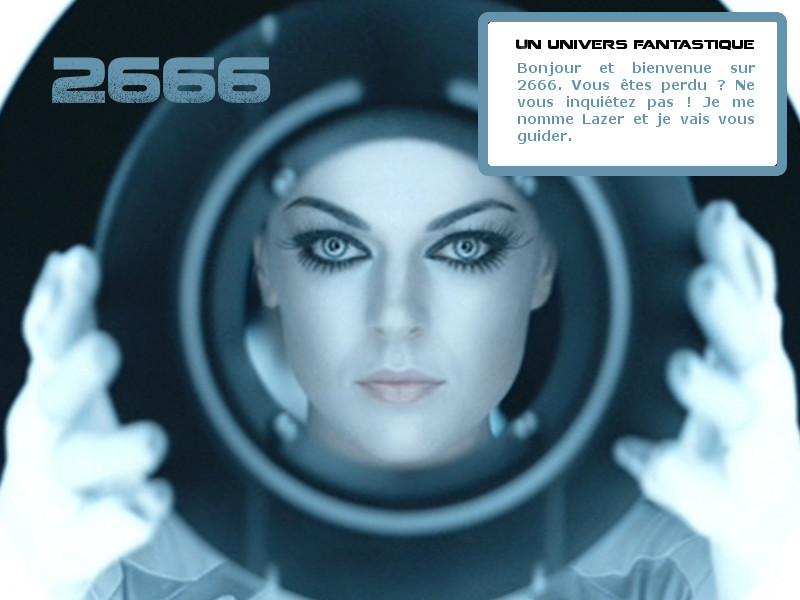 2666
UN UNIVERS FANTASTIQUE
Bonjour et bienvenue sur
2666. Vous êtes perdu ? Ne
vous inquiétez pas ! Je me
nomme Lazer et je vais vous
guider.